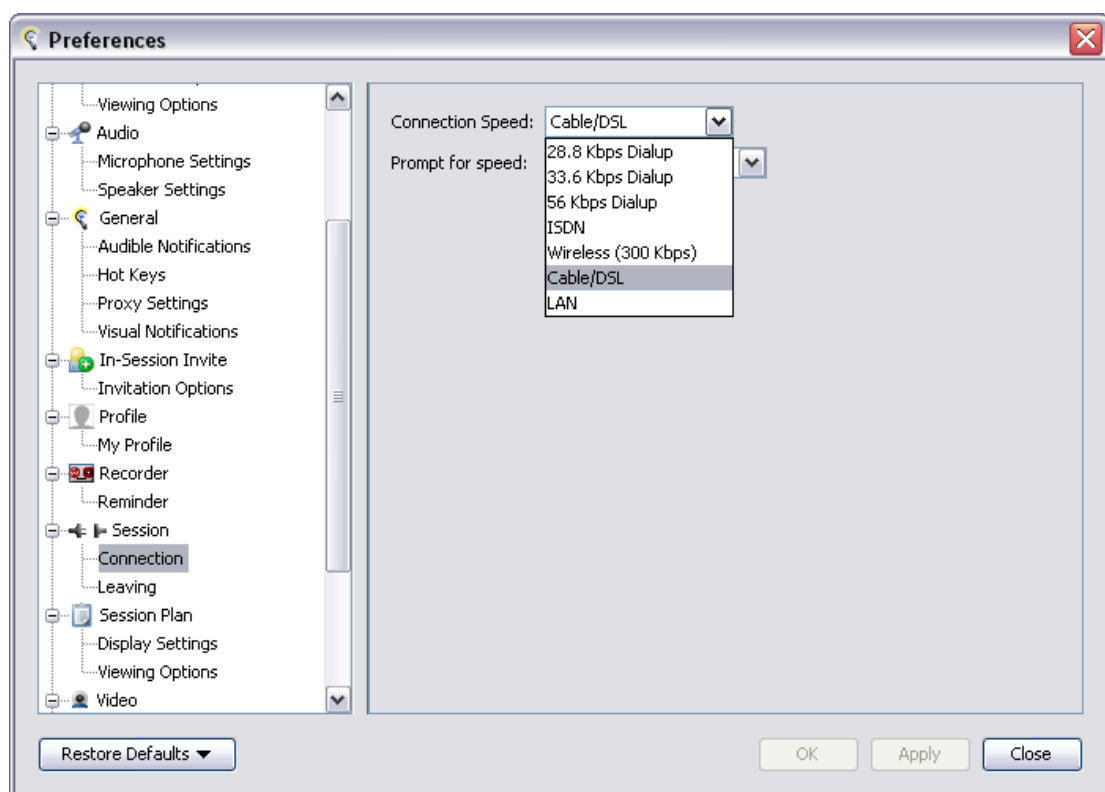 Preferences
Viewing Options
Audio
Microphone Settings
Speaker Settings
General
Audible Notifications
Hot Keys
Proxy Settings
Visual Notifications
In-Session Invite
Invitation Options
Profile
My Profile
Recorder
Reminder
Session
Connection
Leaving
Session Plan
Display Settings
Viewing Options
Video
Connection Speed: Cable/DSL
Prompt for speed:
28.8 Kbps Dialup
33.6 Kbps Dialup
56 Kbps Dialup
ISDN
Wireless (300 Kbps)
Cable/DSL
LAN
Restore Defaults
OK
Apply
Close